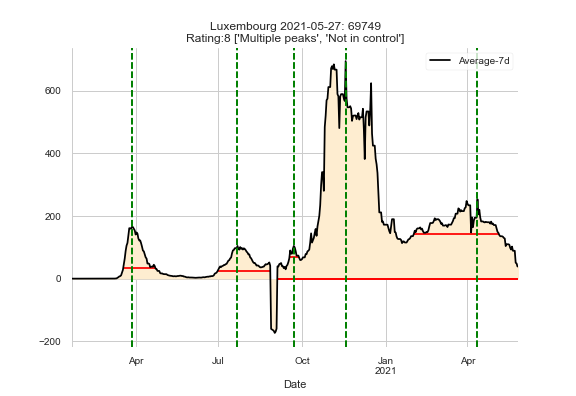 Luxembourg 2021-05-27: 69749
Rating:8 ['Multiple peaks', 'Not in control']
Average-7d
600
400
200
0
−200
Apr
Jul
Oct
Jan
2021
Apr
Date